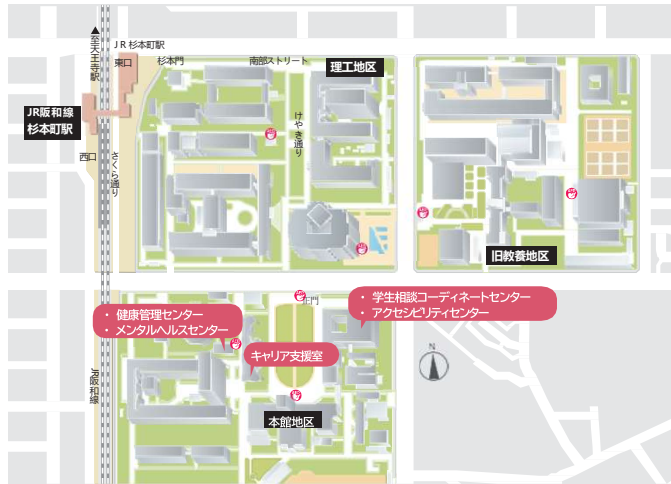 ▲至天王寺駅
JR杉本町駅
東口
杉本門
南部ストリート
理工地区
JR阪和線
杉本町駅
けやき通り
西口
さくら通り
旧教養地区
正門
・ 健康管理センター
・ メンタルヘルスセンター
・ 学生相談コーディネートセンター
・ アクセシビリティセンター
キャリア支援室
N
JR阪和線
本館地区